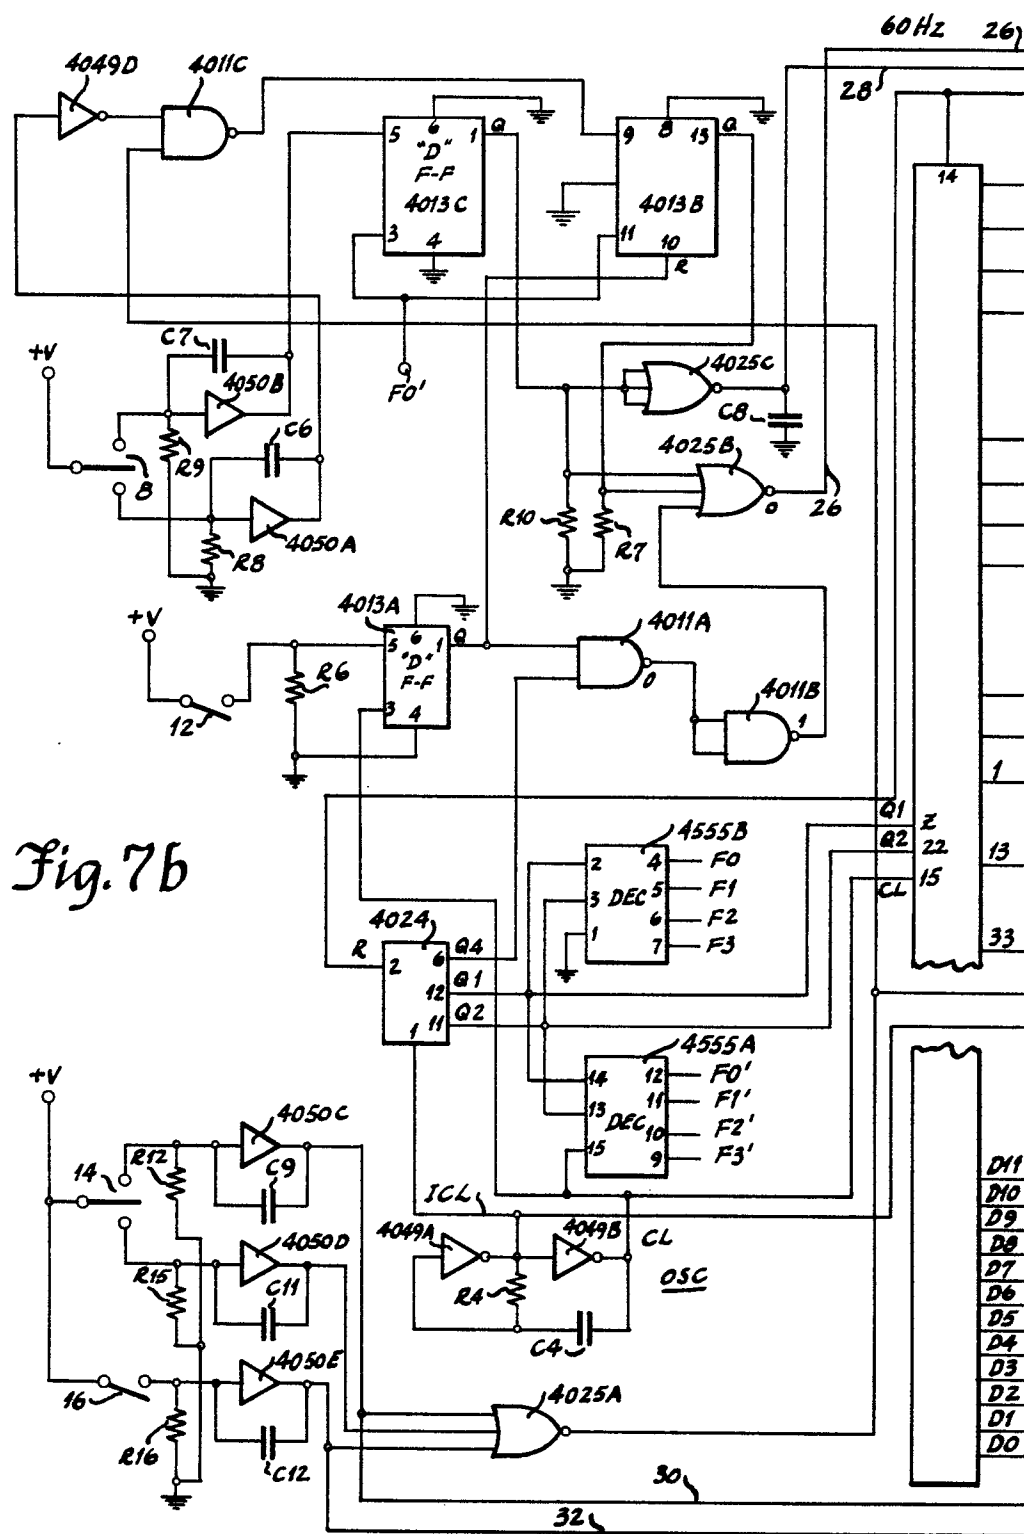 60HZ 26
4049D 4011C
28
6 1 Q
5 "D"
F-F
4013C
3 4
8 13 Q
9
4013B
11 10
R
14
C7
+V
4050B
FO'
4025C
C8
C6
R9
8
4025B
0
26
R10
R7
4050A
R8
4013A
+V
6
5 1 Q
"D"
F-F
3 4
R6
12
4011A
0
4011B
1
1
Q1 Z
Q2 22
CL 15
13
33
Fig. 7b
4555B
2 4 F0
3 DEC 5 F1
6 F2
1 7 F3
4024
R
2 6 Q4
12 Q1
1 11 Q2
4555A
14 12 F0'
11 F1'
13 DEC
10 F2'
15 9 F3'
+V
4050C
R12
14
C9
ICL
4049A 4049B
CL
OSC
R4
C4
4050D
R15
C11
4050E
16
R16
C12
4025A
30
32
D11
D10
D9
D8
D7
D6
D5
D4
D3
D2
D1
D0